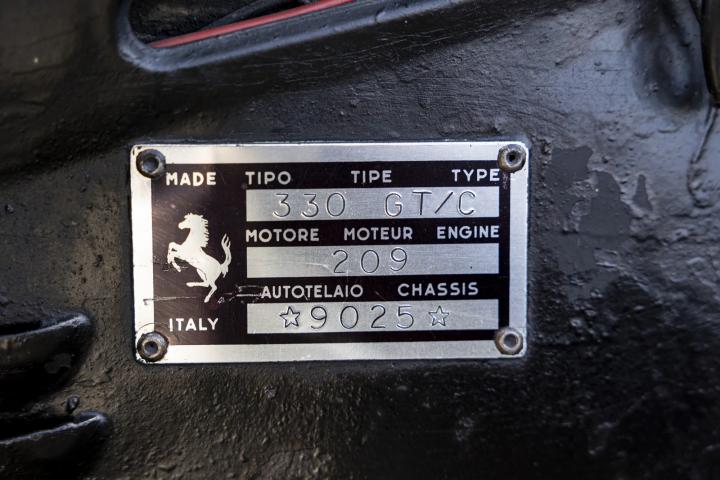 MADE
TIPO TIPE TYPE
330 GT/C
MOTORE MOTEUR ENGINE
209
AUTOTELAIO CHASSIS
☆9025☆
ITALY